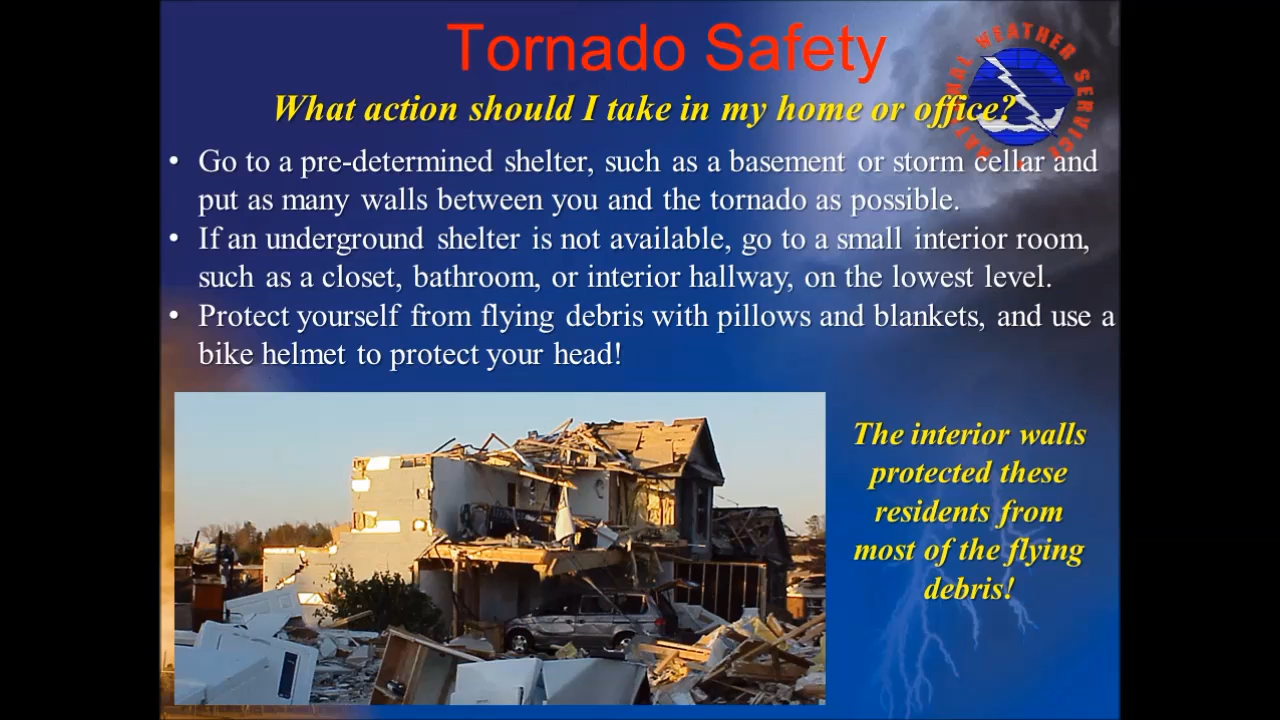 Tornado Safety
NATIONAL WEATHER SERVICE
What action should I take in my home or office?
• Go to a pre-determined shelter, such as a basement or storm cellar and
put as many walls between you and the tornado as possible.
• If an underground shelter is not available, go to a small interior room,
such as a closet, bathroom, or interior hallway, on the lowest level.
• Protect yourself from flying debris with pillows and blankets, and use a
bike helmet to protect your head!
The interior walls
protected these
residents from
most of the flying
debris!